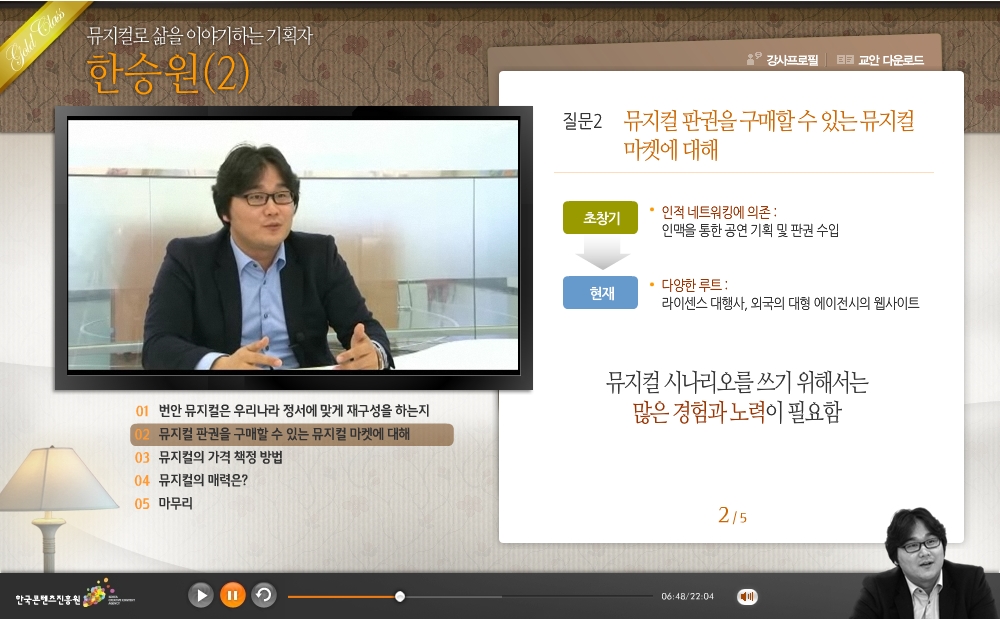 Gold Class
뮤지컬로 삶을 이야기하는 기획자
한승원(2)
강사프로필
교안 다운로드
질문2 뮤지컬 판권을 구매할 수 있는 뮤지컬
마켓에 대해
초창기
인적 네트워킹에 의존 :
인맥을 통한 공연 기획 및 판권 수입
현재
다양한 루트 :
라이센스 대행사, 외국의 대형 에이전시의 웹사이트
뮤지컬 시나리오를 쓰기 위해서는
많은 경험과 노력이 필요함
2/5
01 번안 뮤지컬은 우리나라 정서에 맞게 재구성을 하는지
02 뮤지컬 판권을 구매할 수 있는 뮤지컬 마켓에 대해
03 뮤지컬의 가격 책정 방법
04 뮤지컬의 매력은?
05 마무리
한국콘텐츠진흥원
KOREA
CREATIVE CONTENT
AGENCY
06:48/22:04